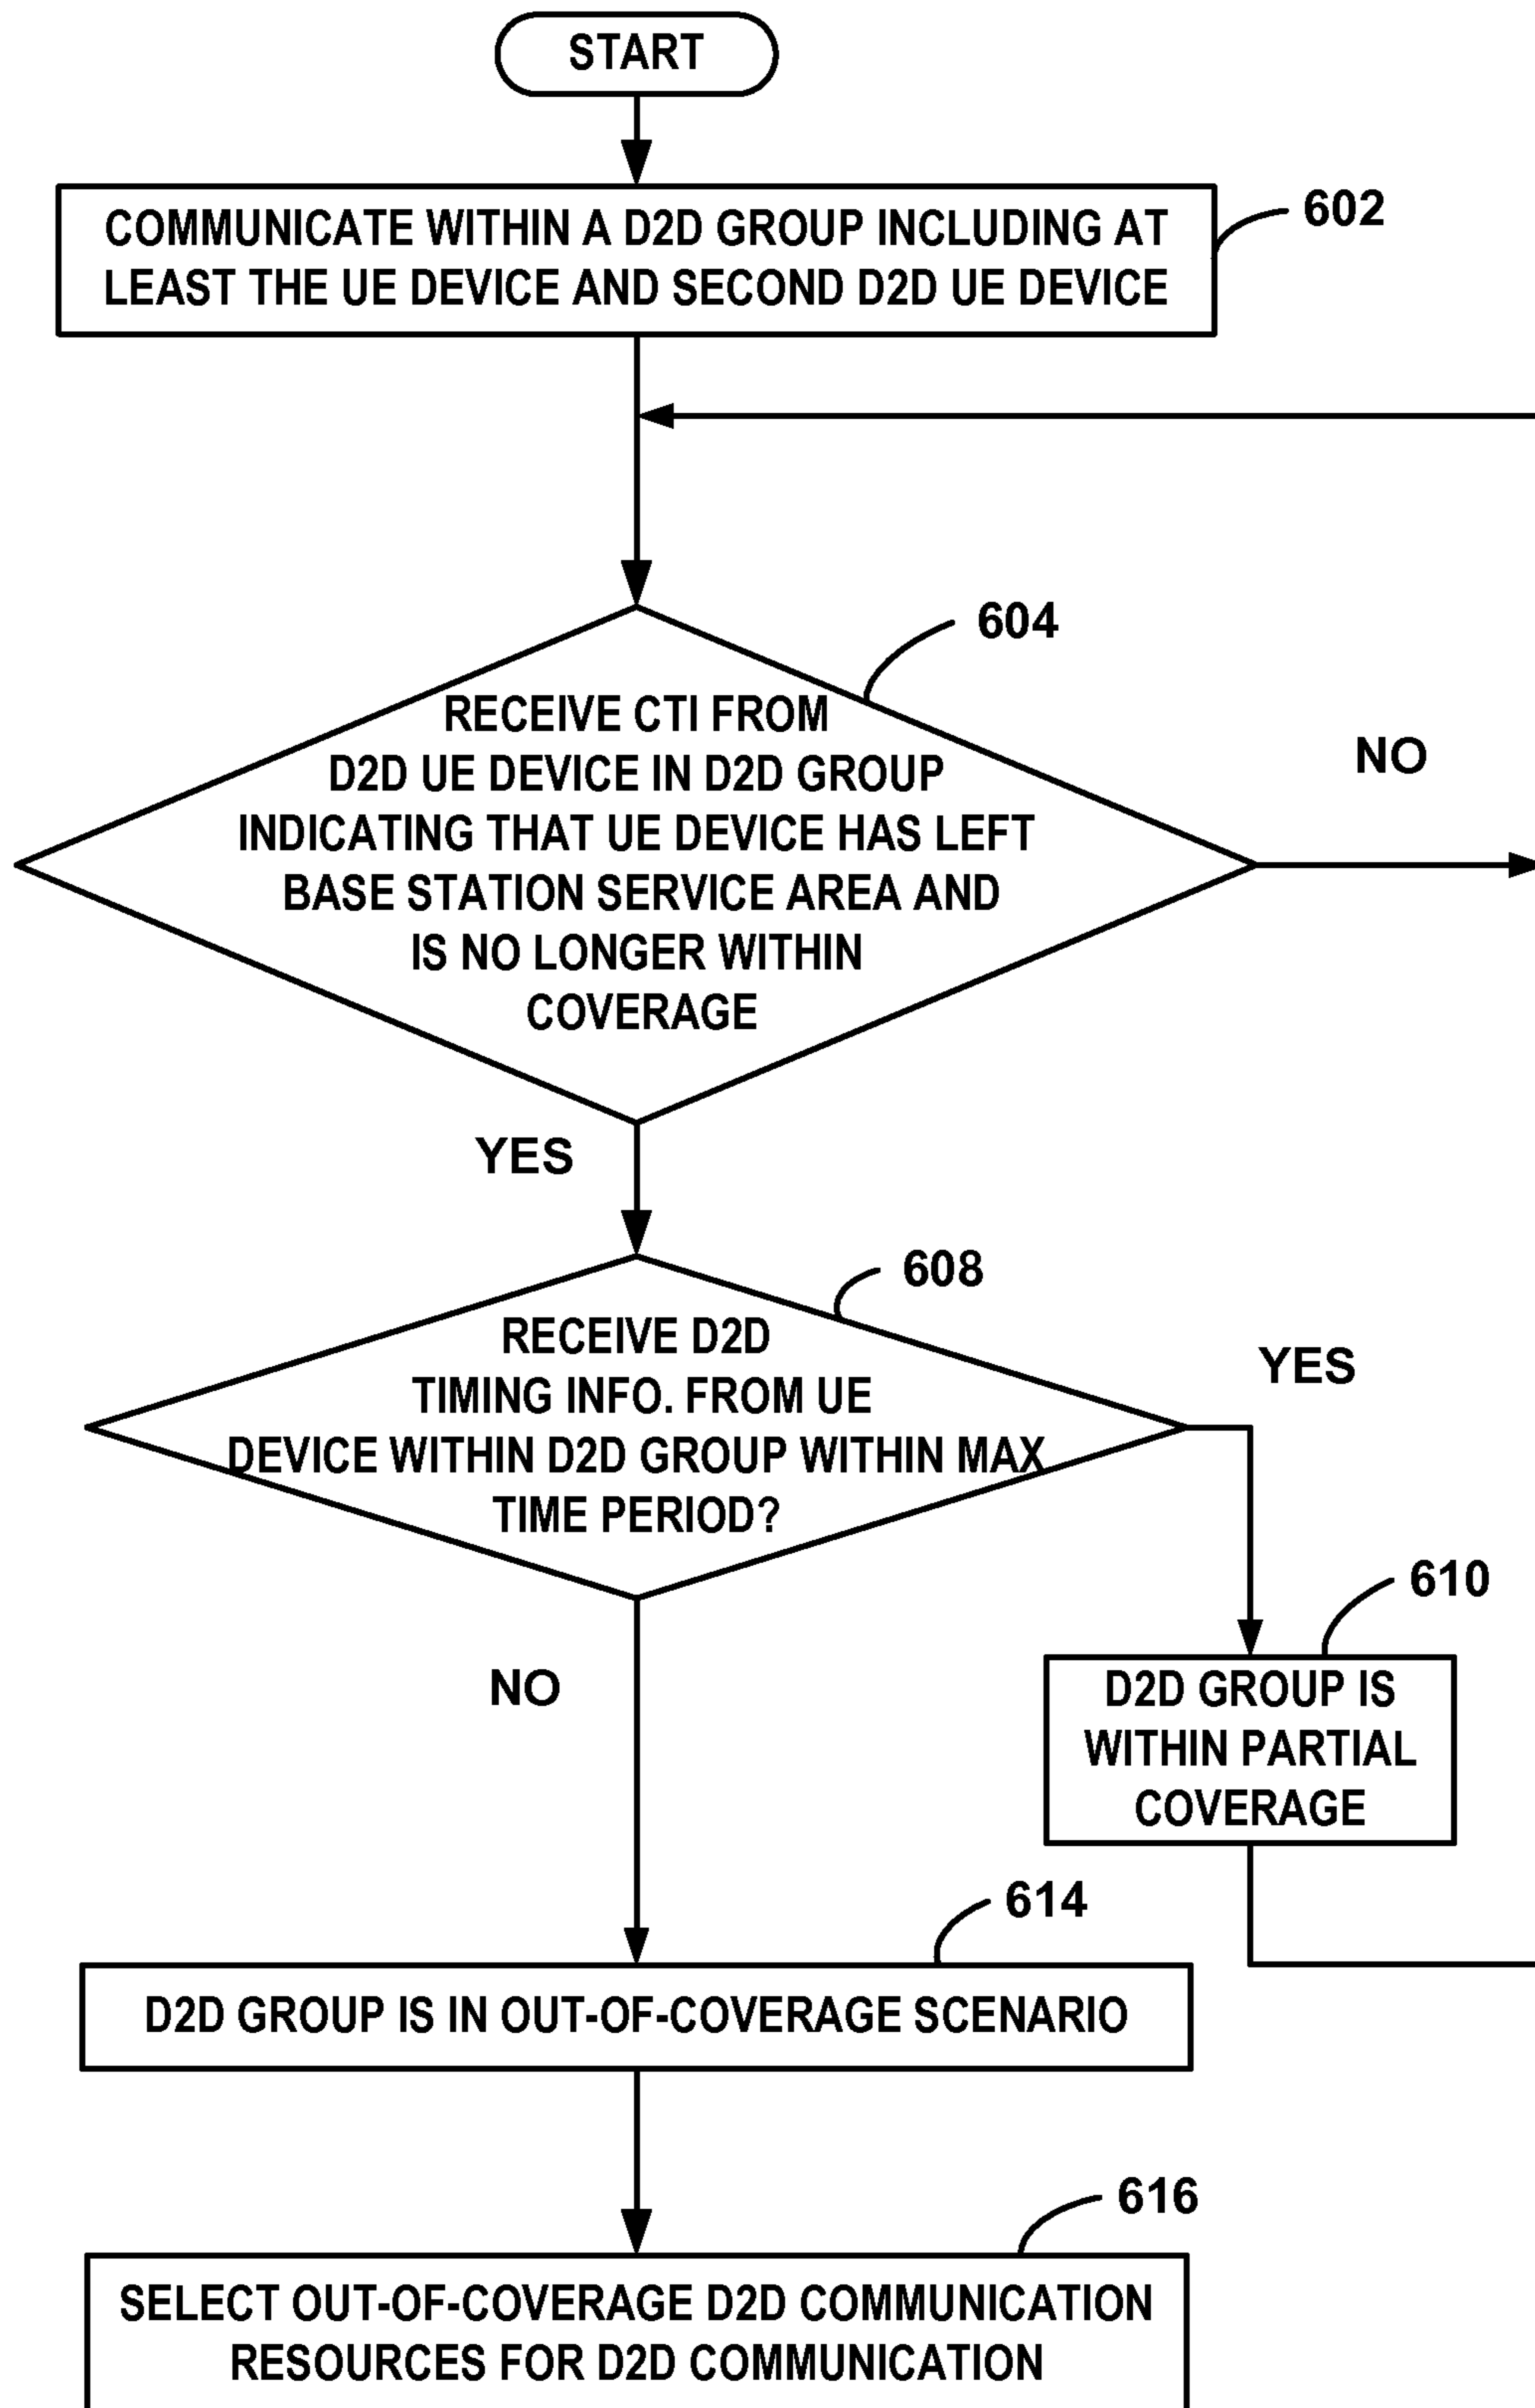 START
COMMUNICATE WITHIN A D2D GROUP INCLUDING AT
LEAST THE UE DEVICE AND SECOND D2D UE DEVICE
602
604
RECEIVE CTI FROM
D2D UE DEVICE IN D2D GROUP
INDICATING THAT UE DEVICE HAS LEFT
BASE STATION SERVICE AREA AND
IS NO LONGER WITHIN
COVERAGE
NO
YES
608
RECEIVE D2D
TIMING INFO. FROM UE
DEVICE WITHIN D2D GROUP WITHIN MAX
TIME PERIOD?
YES
610
D2D GROUP IS
WITHIN PARTIAL
COVERAGE
NO
614
D2D GROUP IS IN OUT-OF-COVERAGE SCENARIO
616
SELECT OUT-OF-COVERAGE D2D COMMUNICATION
RESOURCES FOR D2D COMMUNICATION